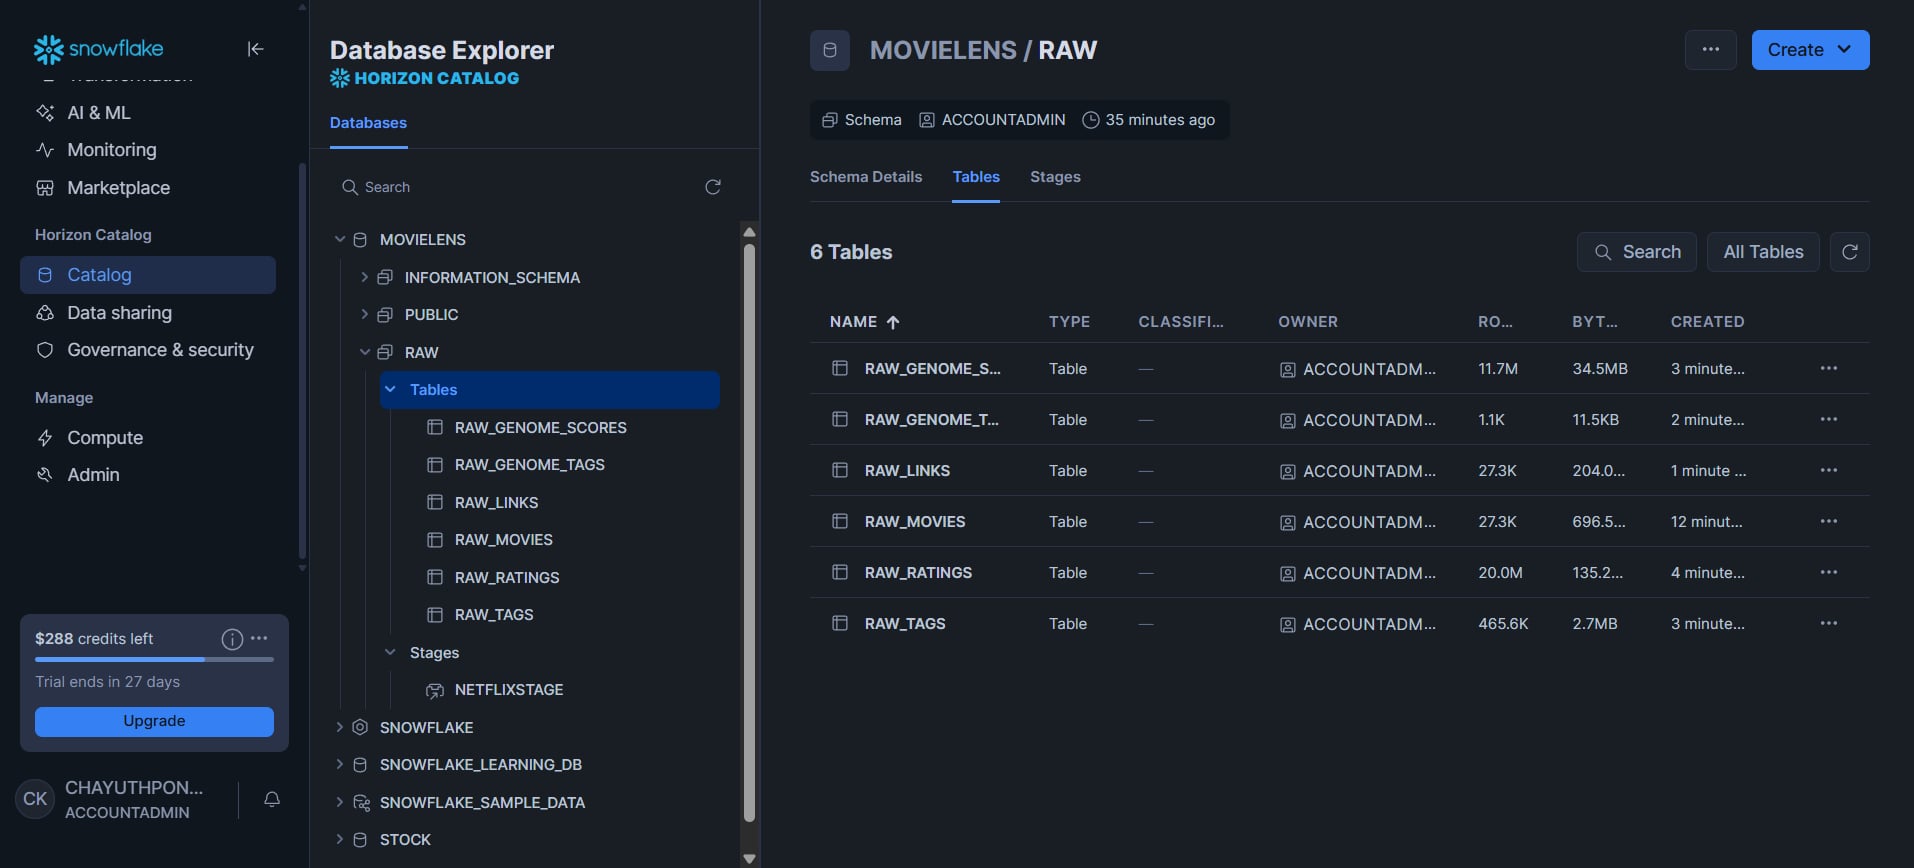 snowflake
Transformation
AI & ML
Monitoring
Marketplace
Horizon Catalog
Catalog
Data sharing
Governance & security
Manage
Compute
Admin
$288 credits left
Trial ends in 27 days
Upgrade
CK
CHAYUTHPON...
ACCOUNTADMIN
Database Explorer
HORIZON CATALOG
Databases
Search
MOVIELENS
INFORMATION_SCHEMA
PUBLIC
RAW
Tables
RAW_GENOME_SCORES
RAW_GENOME_TAGS
RAW_LINKS
RAW_MOVIES
RAW_RATINGS
RAW_TAGS
Stages
NETFLIXSTAGE
SNOWFLAKE
SNOWFLAKE_LEARNING_DB
SNOWFLAKE_SAMPLE_DATA
STOCK
MOVIELENS / RAW
... Create
Schema ACCOUNTADMIN 35 minutes ago
Schema Details Tables Stages
6 Tables
Search All Tables
NAME TYPE CLASSIFI... OWNER RO... BYT... CREATED
RAW_GENOME_S... Table — ACCOUNTADM... 11.7M 34.5MB 3 minute... ...
RAW_GENOME_T... Table — ACCOUNTADM... 1.1K 11.5KB 2 minute... ...
RAW_LINKS Table — ACCOUNTADM... 27.3K 204.0... 1 minute ... ...
RAW_MOVIES Table — ACCOUNTADM... 27.3K 696.5... 12 minut... ...
RAW_RATINGS Table — ACCOUNTADM... 20.0M 135.2... 4 minute... ...
RAW_TAGS Table — ACCOUNTADM... 465.6K 2.7MB 3 minute... ...